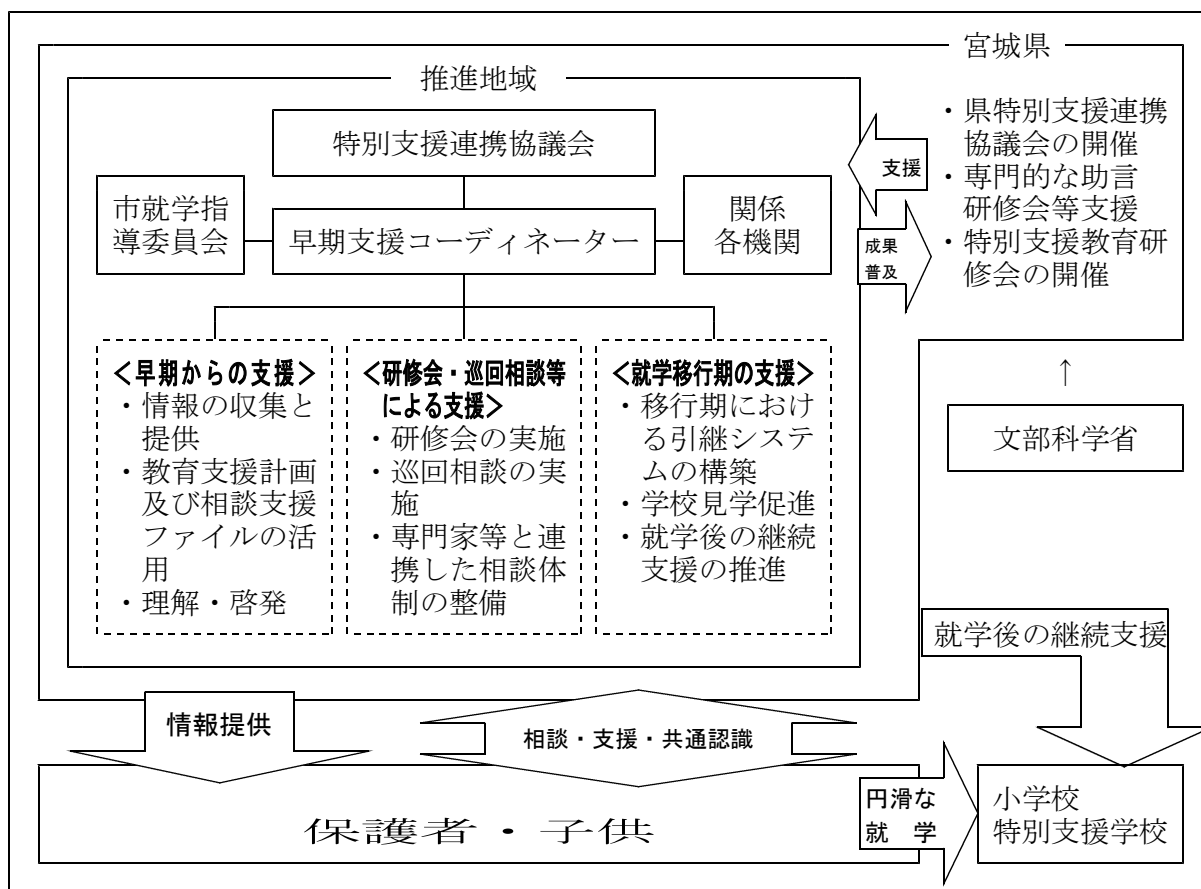 宮城県
推進地域
特別支援連携協議会
市就学指
導委員会
早期支援コーディネーター
関係
各機関
支援
成果
普及
・県特別支援連携
協議会の開催
・専門的な助言
研修会等支援
・特別支援教育研
修会の開催
↑
文部科学省
＜早期からの支援＞
・情報の収集と
提供
・教育支援計画
及び相談支援
ファイルの活
用
・理解・啓発
＜研修会・巡回相談等
による支援＞
・研修会の実施
・巡回相談の実
施
・専門家等と連
携した相談体
制の整備
＜就学移行期の支援＞
・移行期におけ
る引継システ
ムの構築
・学校見学促進
・就学後の継続
支援の推進
就学後の継続支援
情報提供
相談・支援・共通認識
保護者・子供
円滑な
就　学
小学校
特別支援学校